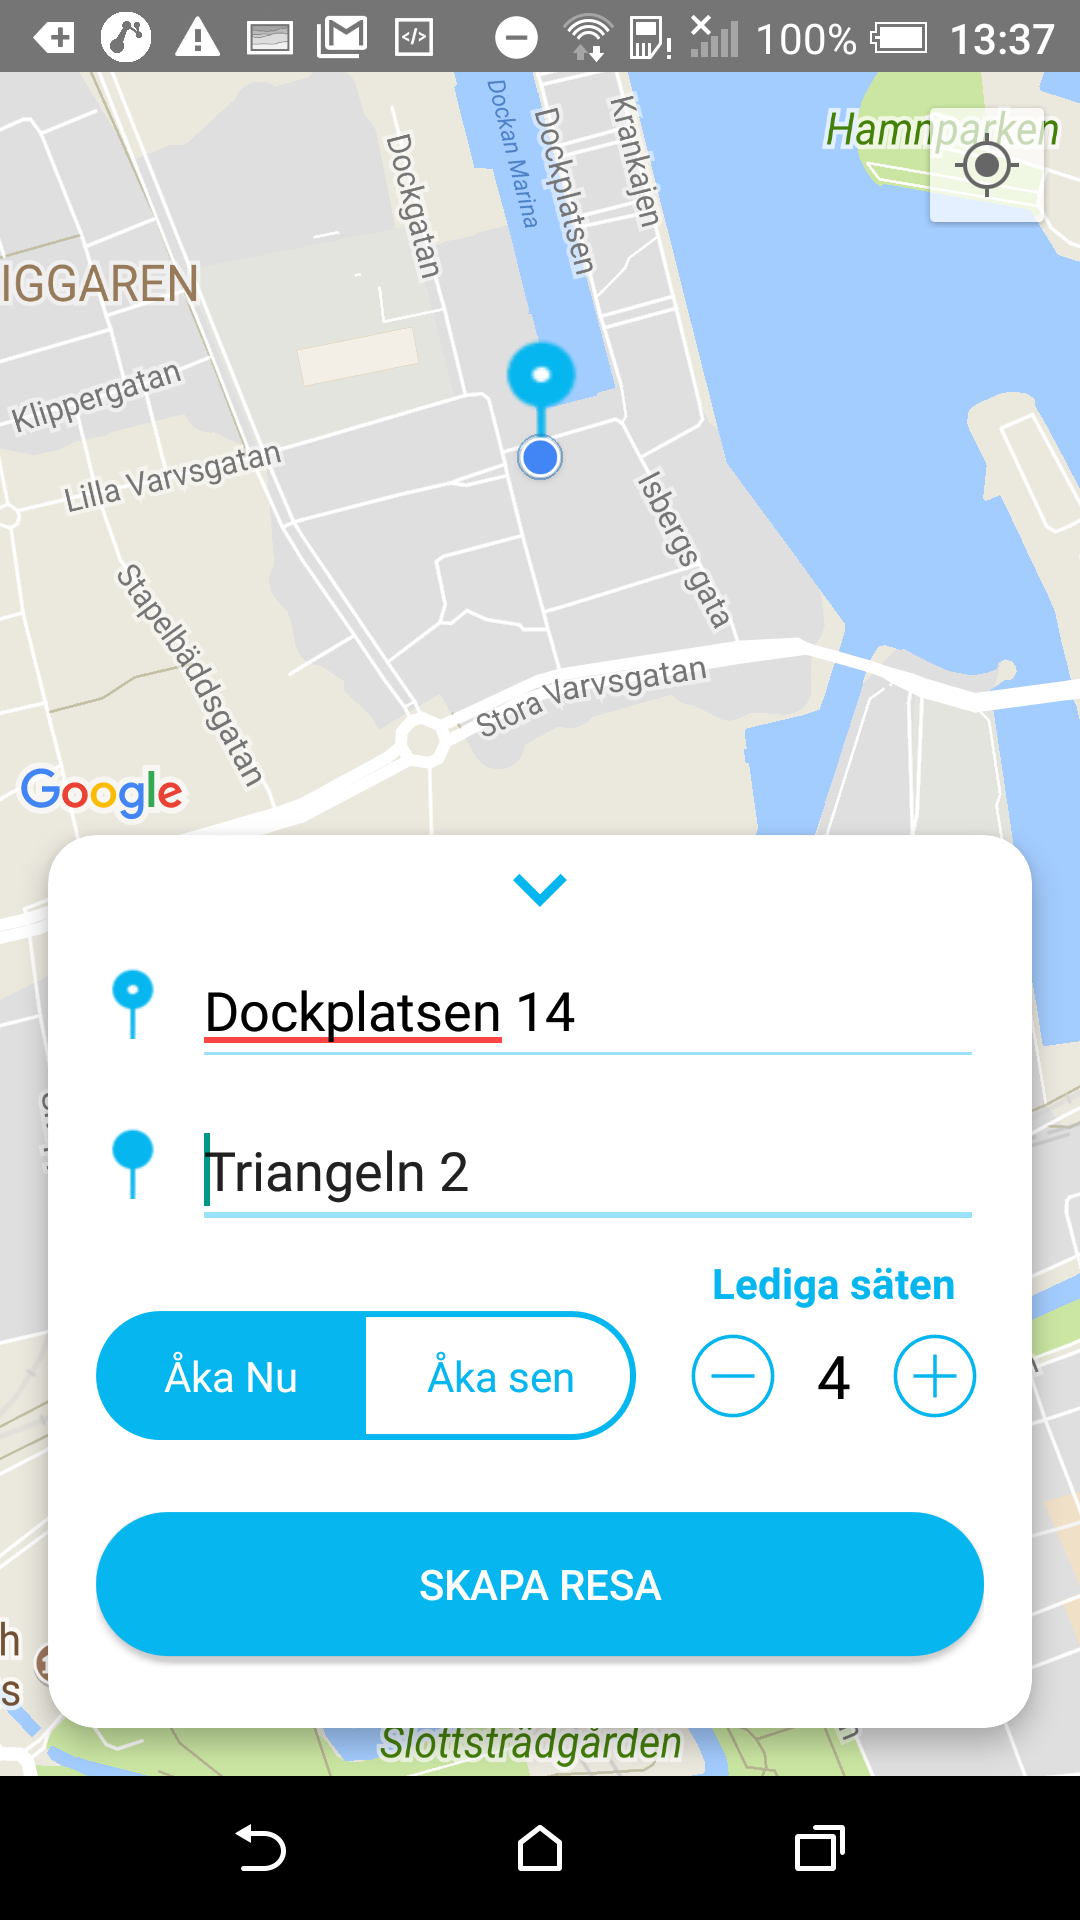 100% 13:37
Dockan Marina
Dockplatsen
Krankajen
Hamnparken
Dockgatan
IGGAREN
Klippergatan
Lilla Varvsgatan
Isbergs gata
Stapelbäddsgatan
Stora Varvsgatan
Google
Dockplatsen 14
Triangeln 2
Lediga säten
Åka Nu
Åka sen
4
SKAPA RESA
h
s
Slottsträdgården